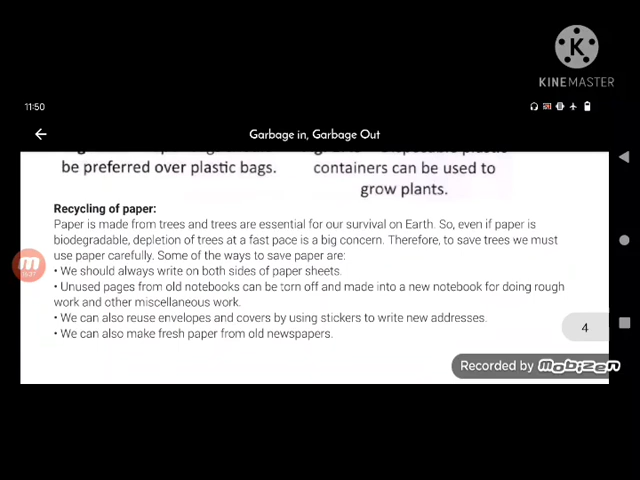 K
KINEMASTER
11:50
Garbage in, Garbage Out
be preferred over plastic bags.
containers can be used to
grow plants.
Recycling of paper:
Paper is made from trees and trees are essential for our survival on Earth. So, even if paper is
biodegradable, depletion of trees at a fast pace is a big concern. Therefore, to save trees we must
use paper carefully. Some of the ways to save paper are:
• We should always write on both sides of paper sheets.
• Unused pages from old notebooks can be torn off and made into a new notebook for doing rough
work and other miscellaneous work.
• We can also reuse envelopes and covers by using stickers to write new addresses.
• We can also make fresh paper from old newspapers.
4
Recorded by Mobizen